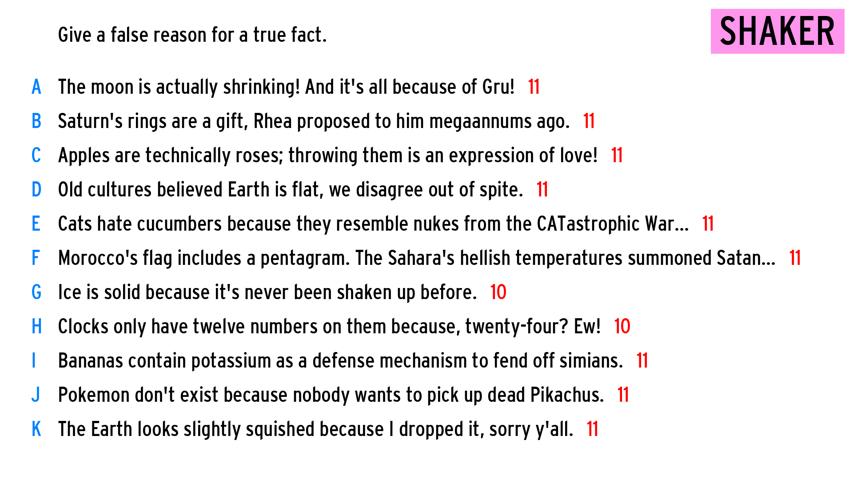 Give a false reason for a true fact.
SHAKER
A The moon is actually shrinking! And it's all because of Gru! 11
B Saturn's rings are a gift, Rhea proposed to him megaannums ago. 11
C Apples are technically roses; throwing them is an expression of love! 11
D Old cultures believed Earth is flat, we disagree out of spite. 11
E Cats hate cucumbers because they resemble nukes from the CATastrophic War... 11
F Morocco's flag includes a pentagram. The Sahara's hellish temperatures summoned Satan... 11
G Ice is solid because it's never been shaken up before. 10
H Clocks only have twelve numbers on them because, twenty-four? Ew! 10
I Bananas contain potassium as a defense mechanism to fend off simians. 11
J Pokemon don't exist because nobody wants to pick up dead Pikachus. 11
K The Earth looks slightly squished because I dropped it, sorry y'all. 11